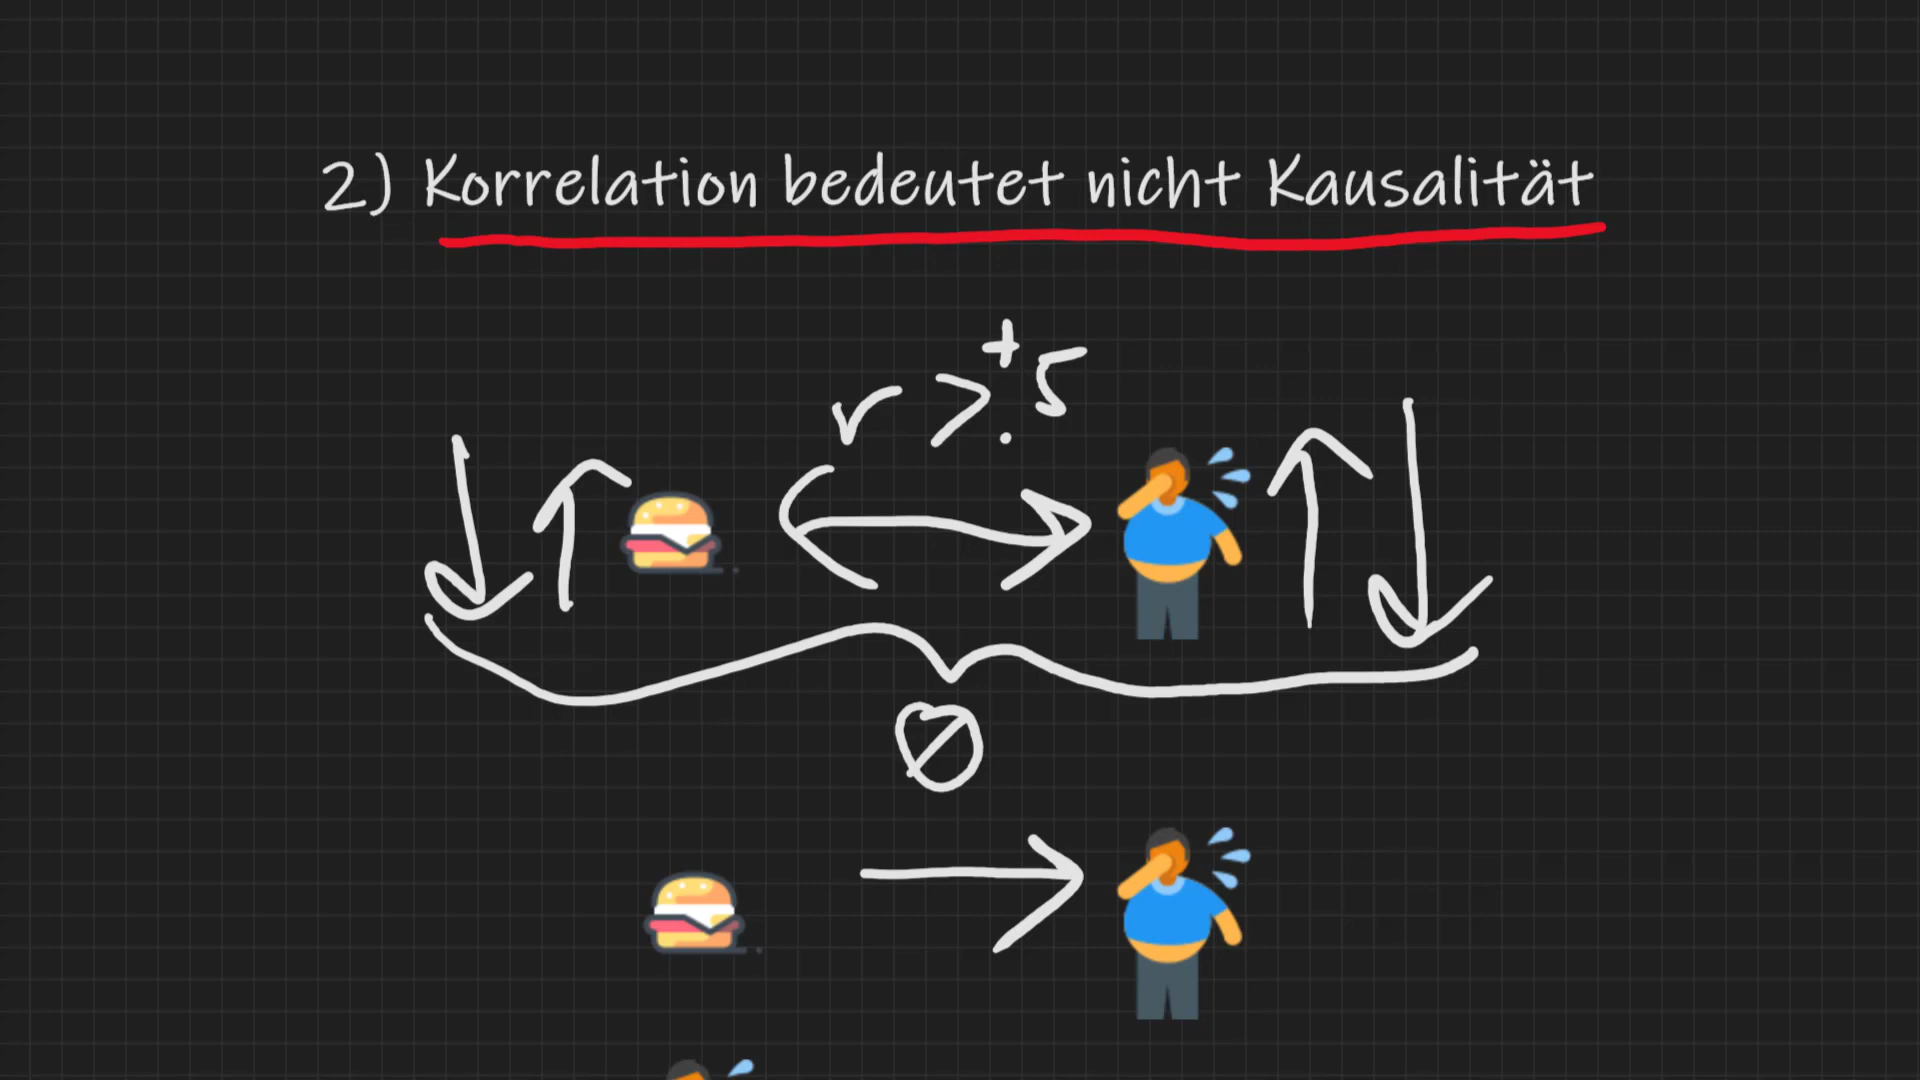 2) Korrelation bedeutet nicht Kausalität
r > +.5
Ø